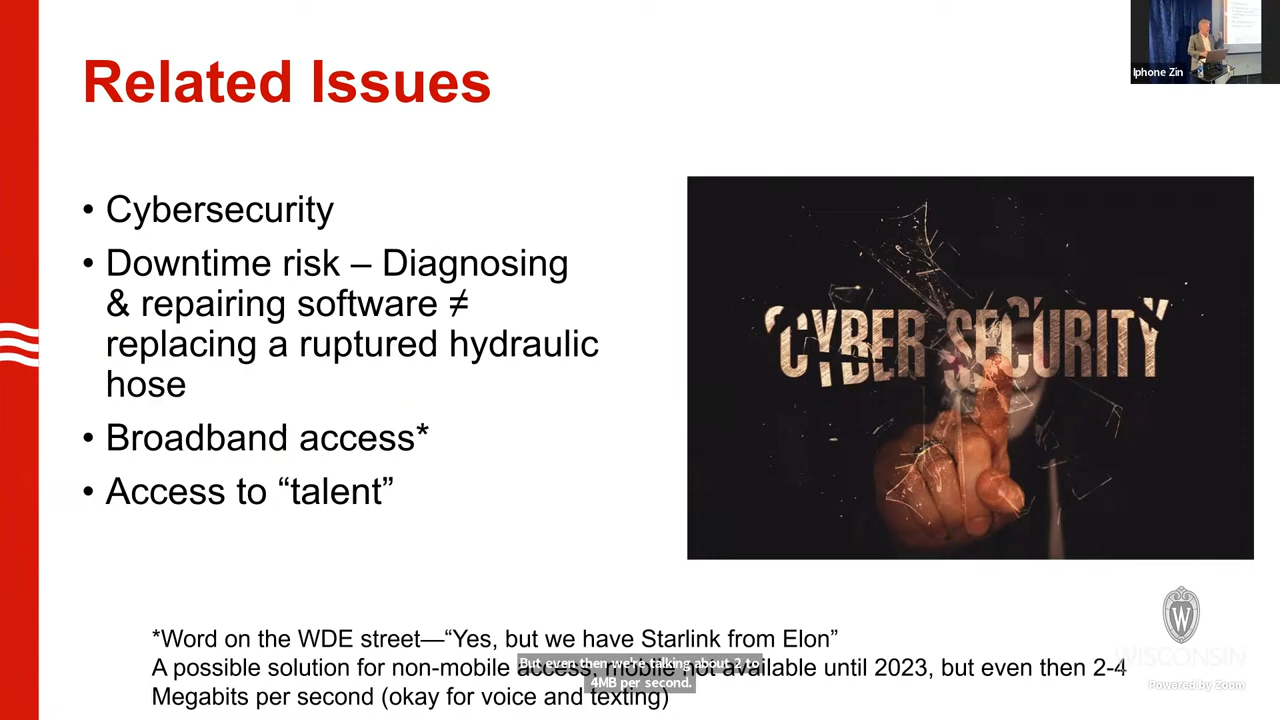 Related Issues
Iphone Zin
• Cybersecurity
• Downtime risk – Diagnosing
& repairing software ≠
replacing a ruptured hydraulic
hose
• Broadband access*
• Access to “talent”
CYBER SECURITY
*Word on the WDE street—“Yes, but we have Starlink from Elon”
A possible solution for non-mobile access, mobile not available until 2023, but even then 2-4
Megabits per second (okay for voice and texting)
But even then we're talking about 2 to
4MB per second.
W
WISCONSIN
Powered by Zoom